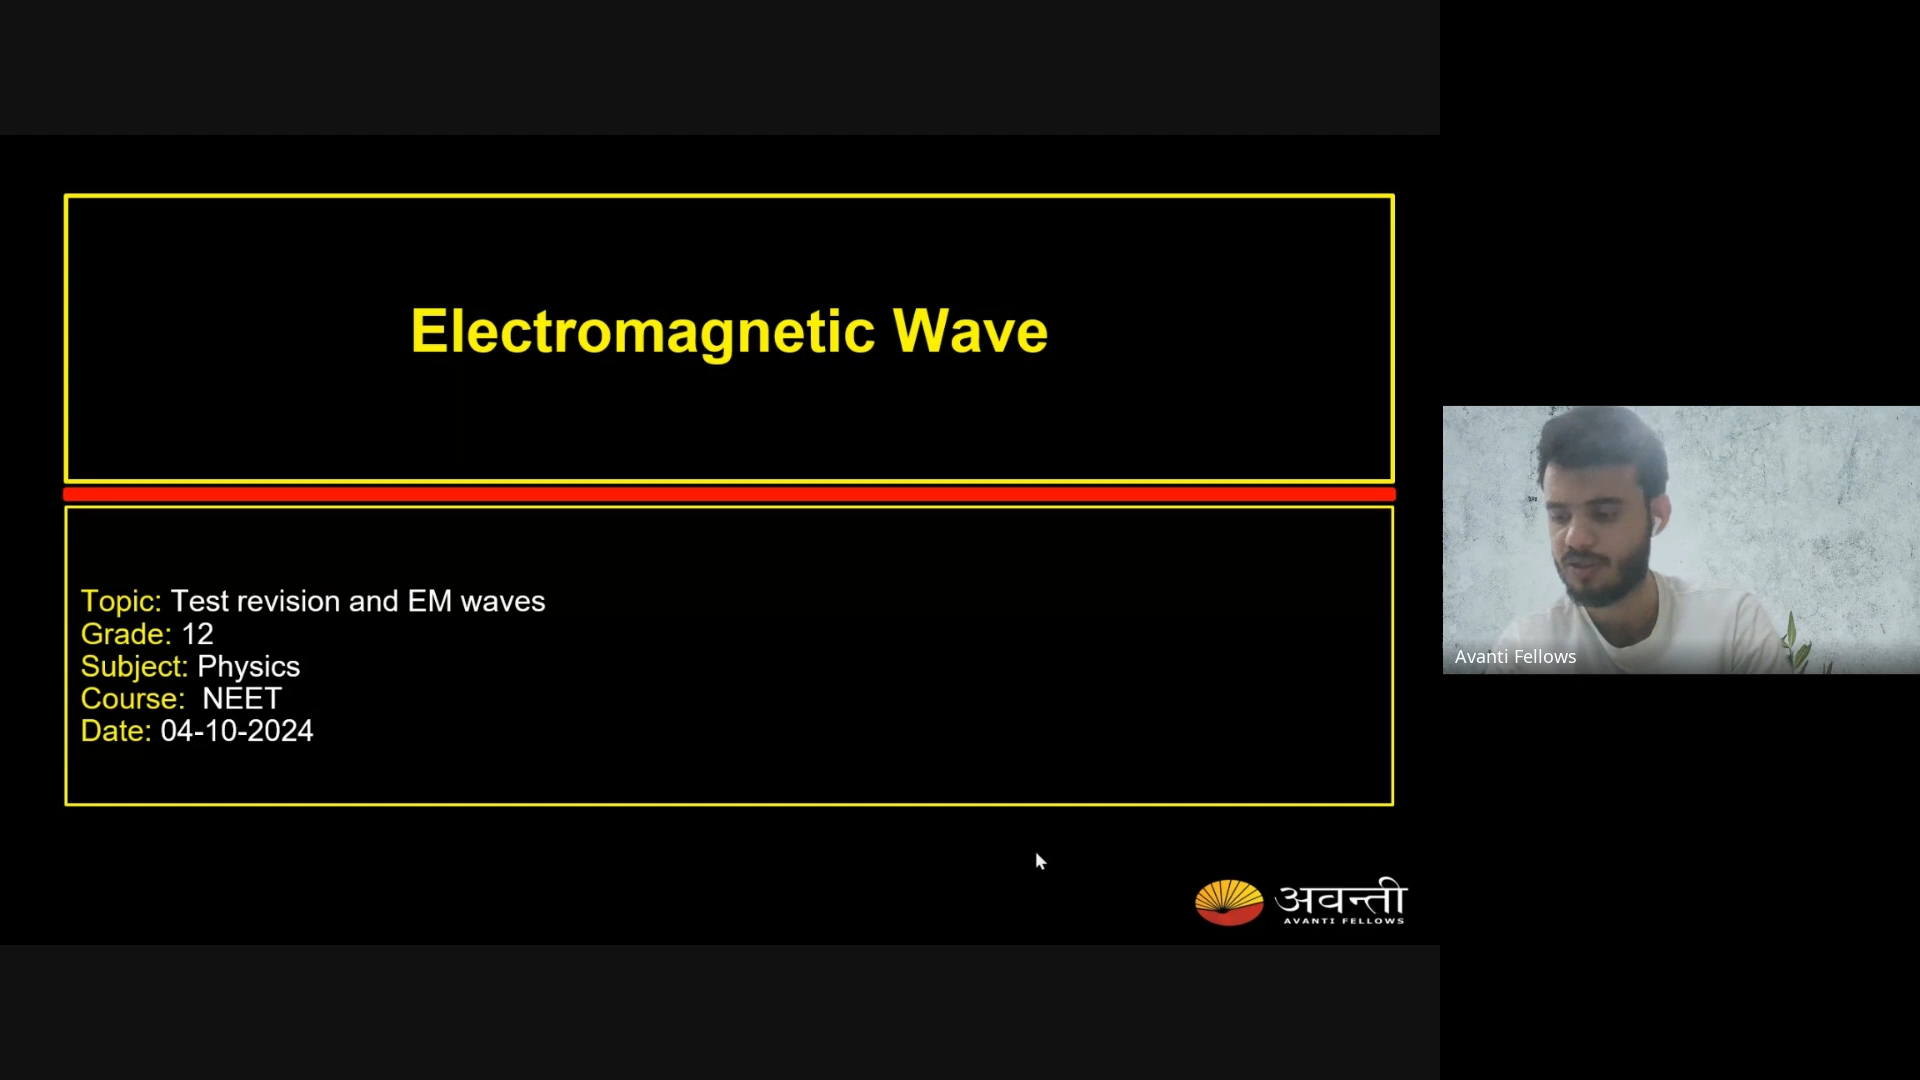 Electromagnetic Wave
Topic: Test revision and EM waves
Grade: 12
Subject: Physics
Course: NEET
Date: 04-10-2024
Avanti Fellows
अवन्ती
AVANTI FELLOWS